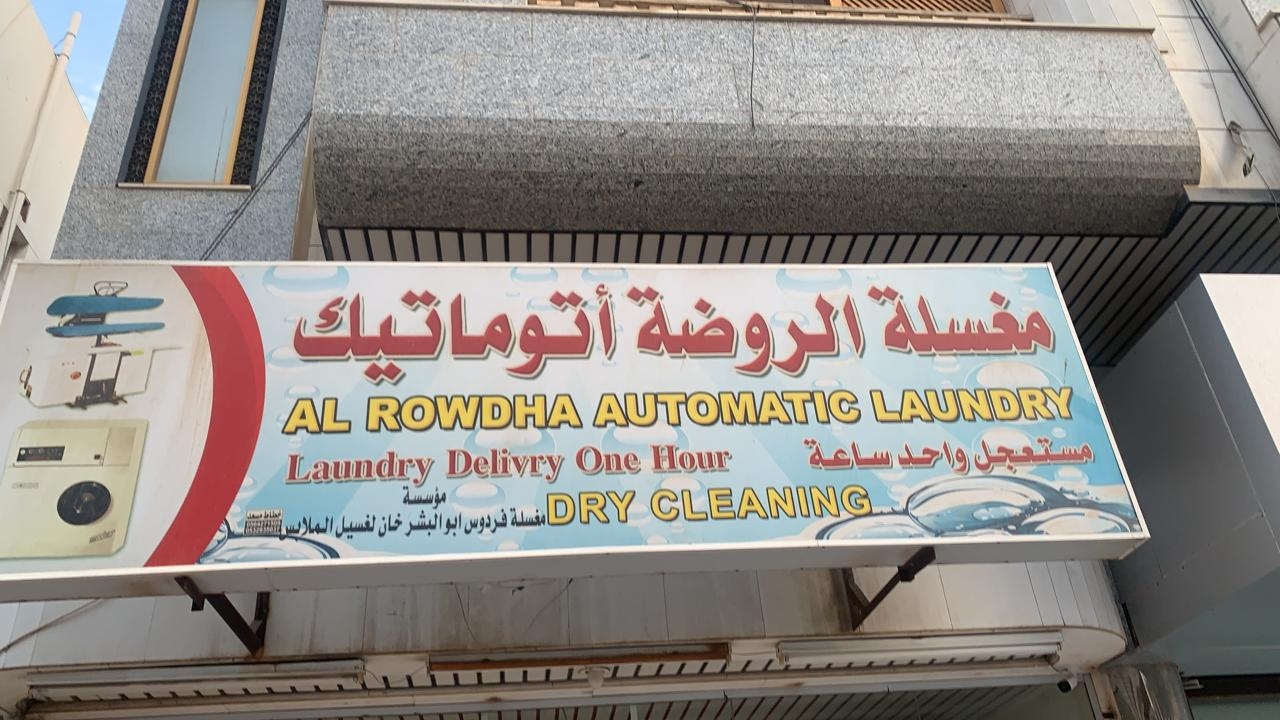 مغسلة الروضة أتوماتيك
AL ROWDHA AUTOMATIC LAUNDRY
Laundry Delivry One Hour
مستعجل واحد ساعة
DRY CLEANING
مؤسسة
مغسلة فردوس ابو البشر خان لغسيل الملابس